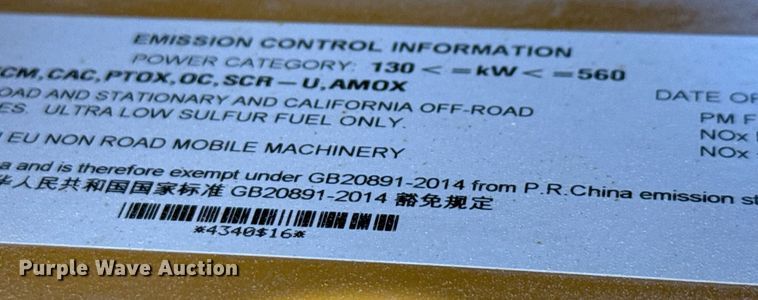 EMISSION CONTROL INFORMATION
POWER CATEGORY: 130 < =kW < =560
ECM, CAC, PTOX, OC, SCR – U, AMOX
DATE OF
OAD AND STATIONARY AND CALIFORNIA OFF-ROAD
PM F
ES. ULTRA LOW SULFUR FUEL ONLY.
NOx
EU NON ROAD MOBILE MACHINERY
NOx
a and is therefore exempt under GB20891-2014 from P.R.China emission st
华人民共和国国家标准 GB20891-2014 豁免规定
*4340$16*
Purple Wave Auction